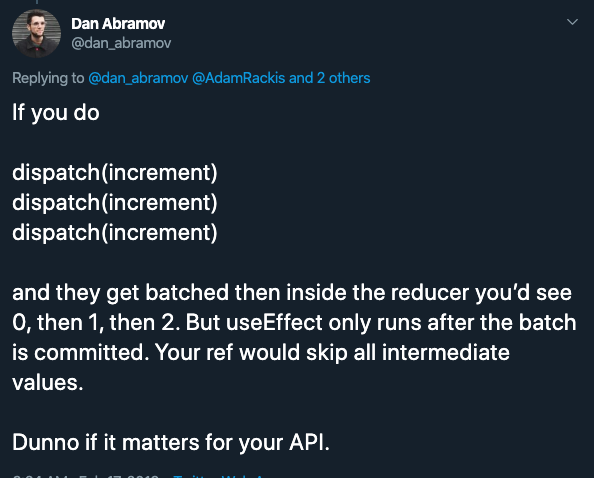 Dan Abramov
@dan_abramov
Replying to @dan_abramov @AdamRackis and 2 others
If you do
dispatch(increment)
dispatch(increment)
dispatch(increment)
and they get batched then inside the reducer you’d see
0, then 1, then 2. But useEffect only runs after the batch
is committed. Your ref would skip all intermediate
values.
Dunno if it matters for your API.